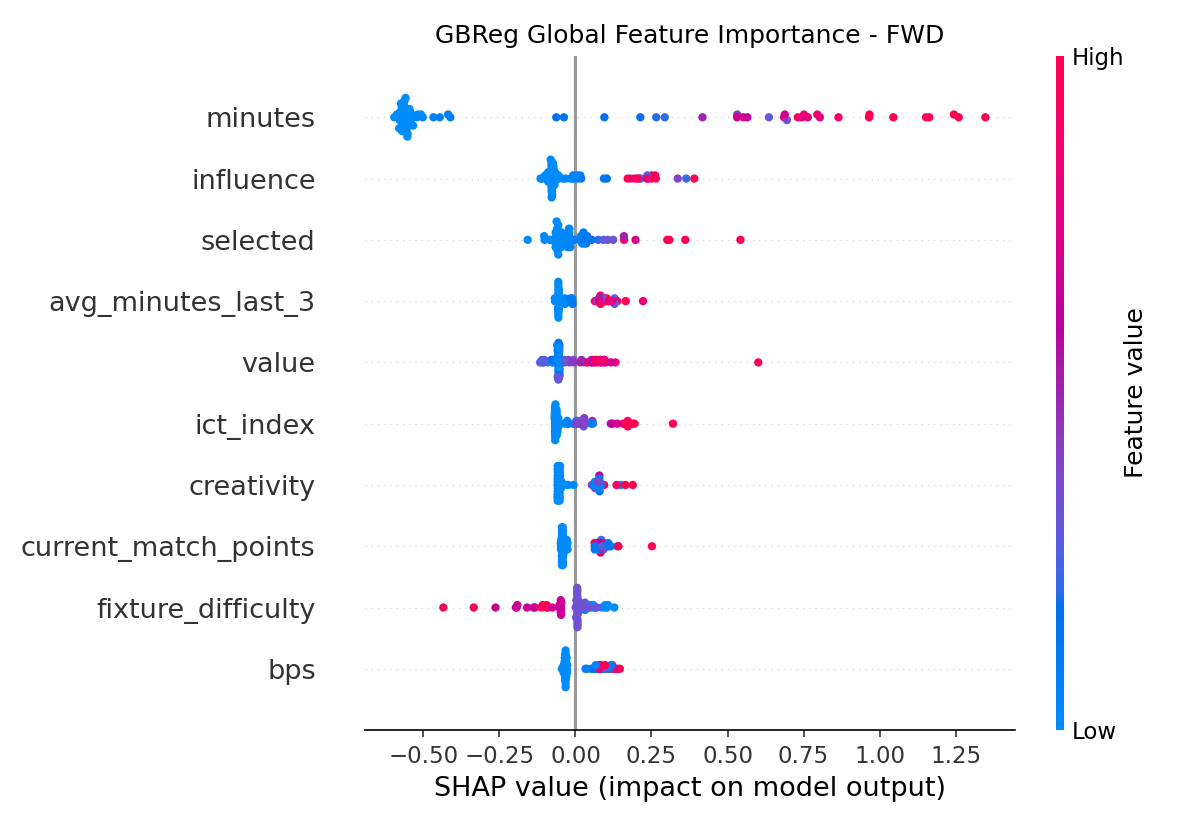 GBReg Global Feature Importance - FWD
High
minutes
influence
selected
avg_minutes_last_3
value
ict_index
creativity
current_match_points
fixture_difficulty
bps
Feature value
Low
−0.50 −0.25 0.00 0.25 0.50 0.75 1.00 1.25
SHAP value (impact on model output)